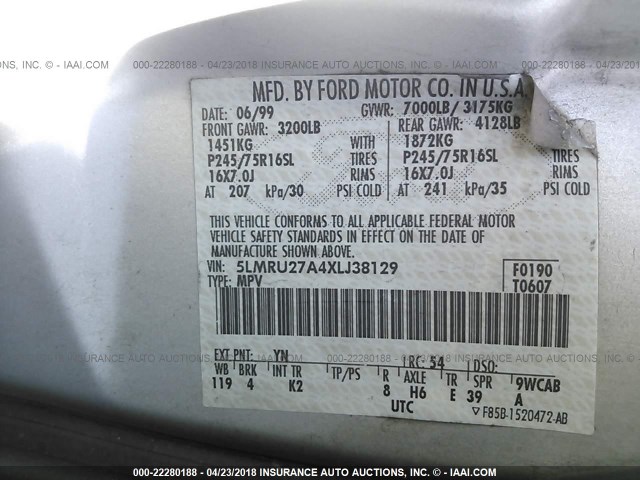 000-22280188 - 04/23/2018 INSURANCE AUTO AUCTIONS, INC. - IAAI.COM
MFD. BY FORD MOTOR CO. IN U.S.A.
DATE: 06/99 GVWR: 7000LB/ 3175KG
FRONT GAWR: 3200LB REAR GAWR: 4128LB
1451KG WITH 1872KG WITH
P245/75R16SL TIRES P245/75R16SL TIRES
16X7.0J RIMS 16X7.0J RIMS
AT 207 kPa/30 PSI COLD AT 241 kPa/35 PSI COLD
THIS VEHICLE CONFORMS TO ALL APPLICABLE FEDERAL MOTOR
VEHICLE SAFETY STANDARDS IN EFFECT ON THE DATE OF
MANUFACTURE SHOWN ABOVE.
VIN: 5LMRU27A4XLJ38129 F0190
TYPE: MPV T0607
EXT PNT: YN RC: 54 DSO:
WB BRK INT TR TP/PS R AXLE TR SPR 9WCAB
119 4 K2 8 H6 E 39 A
UTC ▽ F85B-1520472-AB
000-22280188 - 04/23/2018 INSURANCE AUTO AUCTIONS, INC. - IAAI.COM